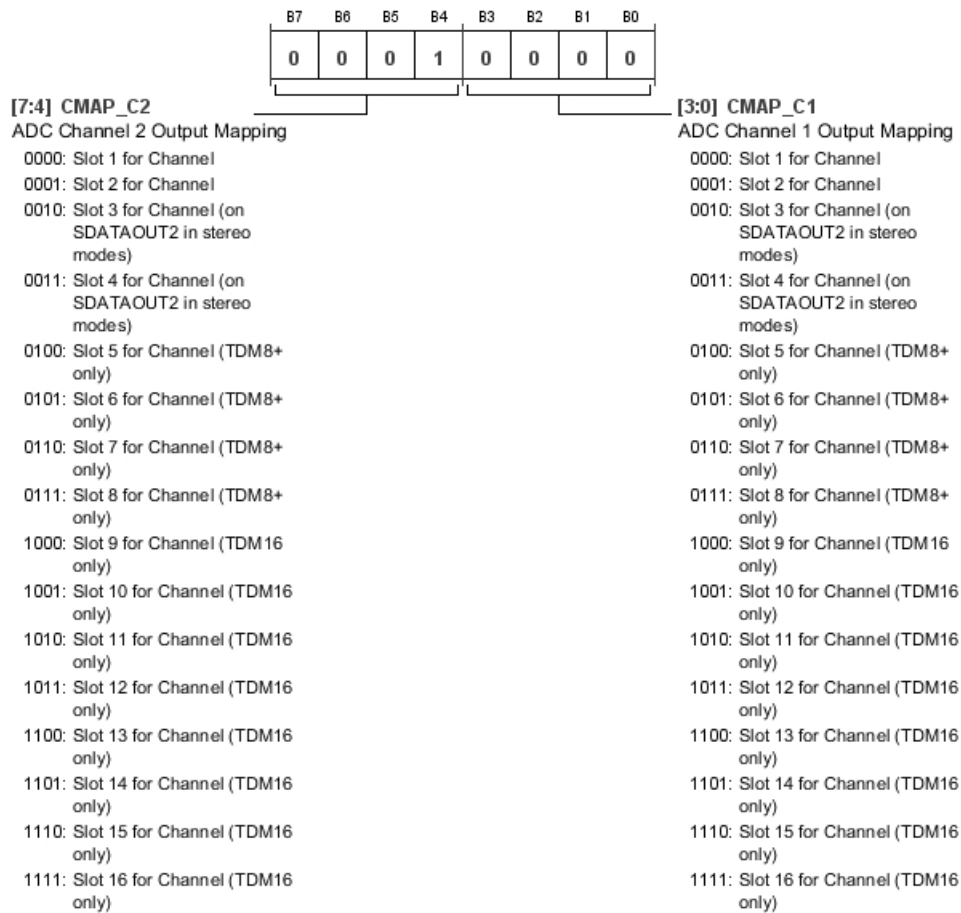 B7 B6 B5 B4 B3 B2 B1 B0
0 0 0 1 0 0 0 0
[7:4] CMAP_C2
ADC Channel 2 Output Mapping
0000: Slot 1 for Channel
0001: Slot 2 for Channel
0010: Slot 3 for Channel (on
SDATAOUT2 in stereo
modes)
0011: Slot 4 for Channel (on
SDATAOUT2 in stereo
modes)
0100: Slot 5 for Channel (TDM8+
only)
0101: Slot 6 for Channel (TDM8+
only)
0110: Slot 7 for Channel (TDM8+
only)
0111: Slot 8 for Channel (TDM8+
only)
1000: Slot 9 for Channel (TDM16
only)
1001: Slot 10 for Channel (TDM16
only)
1010: Slot 11 for Channel (TDM16
only)
1011: Slot 12 for Channel (TDM16
only)
1100: Slot 13 for Channel (TDM16
only)
1101: Slot 14 for Channel (TDM16
only)
1110: Slot 15 for Channel (TDM16
only)
1111: Slot 16 for Channel (TDM16
only)
[3:0] CMAP_C1
ADC Channel 1 Output Mapping
0000: Slot 1 for Channel
0001: Slot 2 for Channel
0010: Slot 3 for Channel (on
SDATAOUT2 in stereo
modes)
0011: Slot 4 for Channel (on
SDATAOUT2 in stereo
modes)
0100: Slot 5 for Channel (TDM8+
only)
0101: Slot 6 for Channel (TDM8+
only)
0110: Slot 7 for Channel (TDM8+
only)
0111: Slot 8 for Channel (TDM8+
only)
1000: Slot 9 for Channel (TDM16
only)
1001: Slot 10 for Channel (TDM16
only)
1010: Slot 11 for Channel (TDM16
only)
1011: Slot 12 for Channel (TDM16
only)
1100: Slot 13 for Channel (TDM16
only)
1101: Slot 14 for Channel (TDM16
only)
1110: Slot 15 for Channel (TDM16
only)
1111: Slot 16 for Channel (TDM16
only)